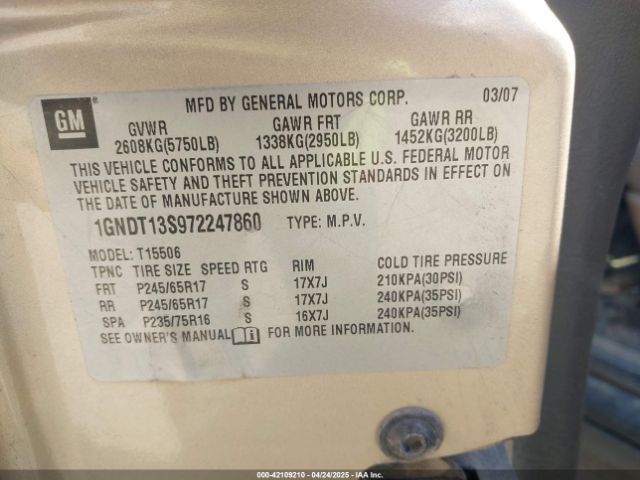 GM
MFD BY GENERAL MOTORS CORP. 03/07
GVWR GAWR FRT GAWR RR
2608KG(5750LB) 1338KG(2950LB) 1452KG(3200LB)
THIS VEHICLE CONFORMS TO ALL APPLICABLE U.S. FEDERAL MOTOR
VEHICLE SAFETY AND THEFT PREVENTION STANDARDS IN EFFECT ON
THE DATE OF MANUFACTURE SHOWN ABOVE.
1GNDT13S972247860 TYPE: M.P.V.
MODEL: T15506
TPNC TIRE SIZE SPEED RTG RIM COLD TIRE PRESSURE
FRT P245/65R17 S 17X7J 210KPA(30PSI)
RR P245/65R17 S 17X7J 240KPA(35PSI)
SPA P235/75R16 S 16X7J 240KPA(35PSI)
SEE OWNER'S MANUAL FOR MORE INFORMATION.
000-42109210 - 04/24/2025 - IAA Inc.